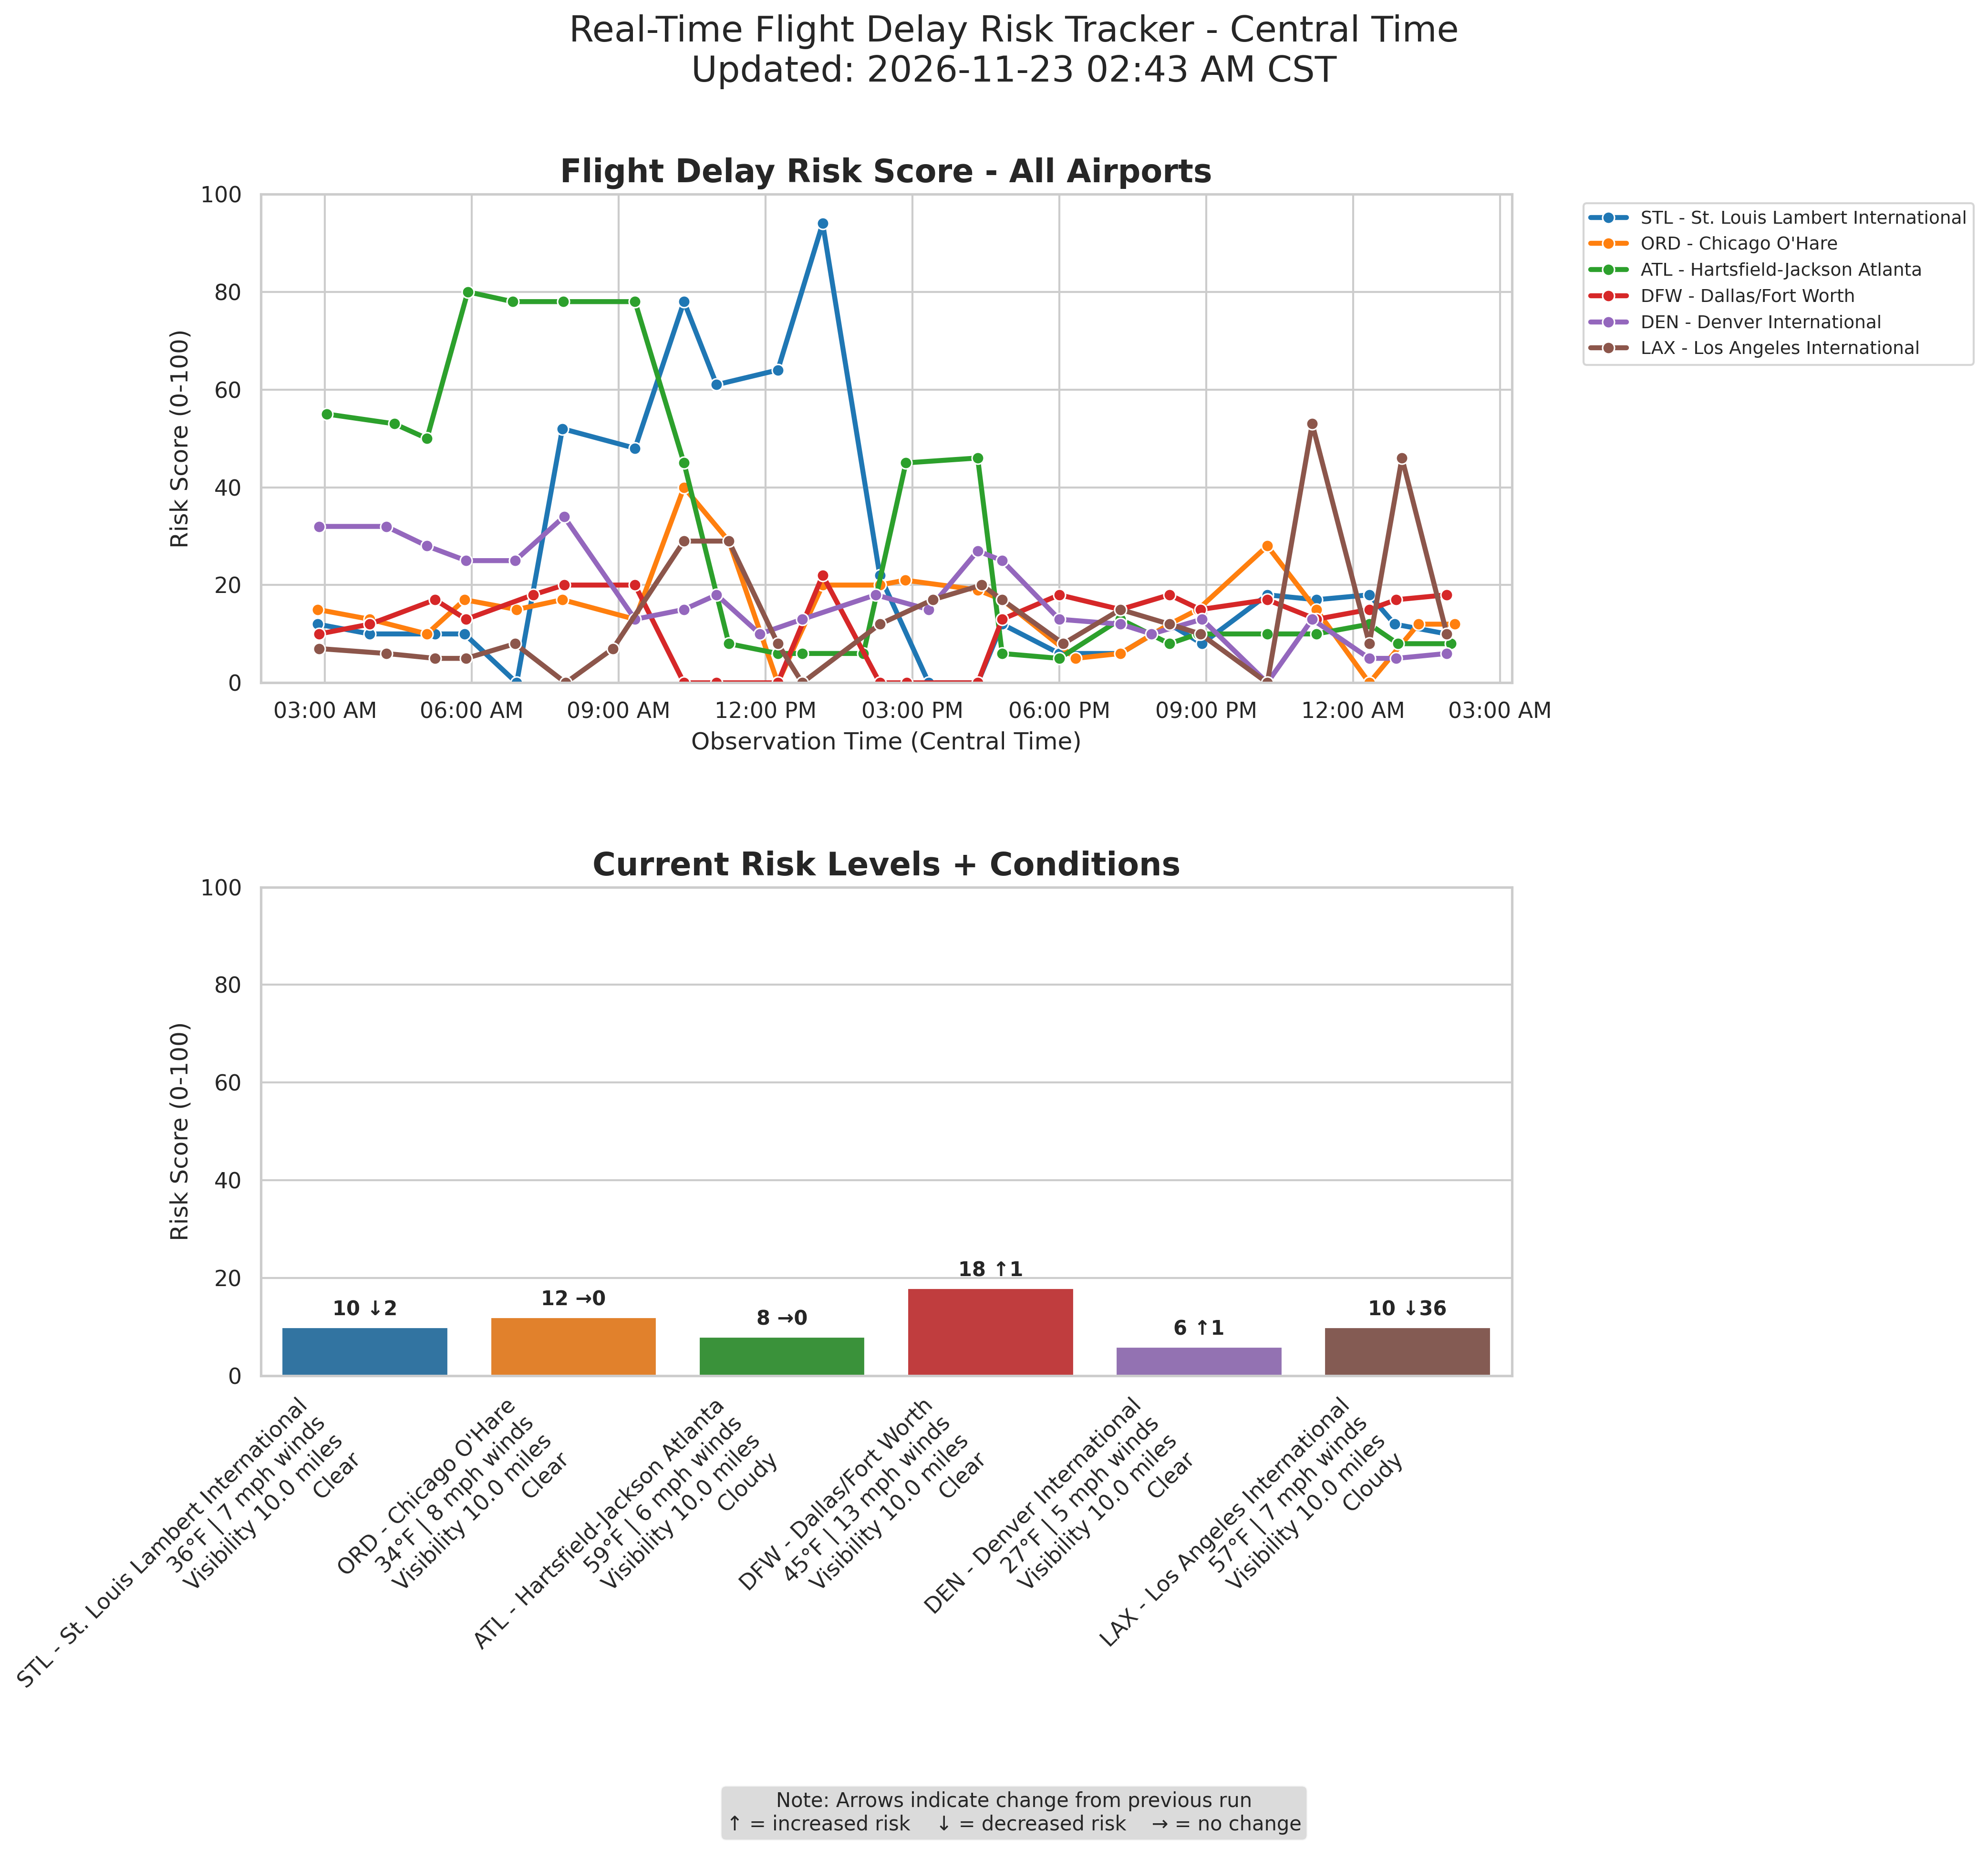 Real-Time Flight Delay Risk Tracker - Central Time
Updated: 2026-11-23 02:43 AM CST
Flight Delay Risk Score - All Airports
100
80
60
40
20
0
Risk Score (0-100)
03:00 AM
06:00 AM
09:00 AM
12:00 PM
03:00 PM
06:00 PM
09:00 PM
12:00 AM
03:00 AM
Observation Time (Central Time)
STL - St. Louis Lambert International
ORD - Chicago O'Hare
ATL - Hartsfield-Jackson Atlanta
DFW - Dallas/Fort Worth
DEN - Denver International
LAX - Los Angeles International
Current Risk Levels + Conditions
100
80
60
40
20
0
Risk Score (0-100)
10 ↓2
12 →0
8 →0
18 ↑1
6 ↑1
10 ↓36
STL - St. Louis Lambert International
36°F | 7 mph winds
Visibility 10.0 miles
Clear
ORD - Chicago O'Hare
34°F | 8 mph winds
Visibility 10.0 miles
Clear
ATL - Hartsfield-Jackson Atlanta
59°F | 6 mph winds
Visibility 10.0 miles
Cloudy
DFW - Dallas/Fort Worth
45°F | 13 mph winds
Visibility 10.0 miles
Clear
DEN - Denver International
27°F | 5 mph winds
Visibility 10.0 miles
Clear
LAX - Los Angeles International
57°F | 7 mph winds
Visibility 10.0 miles
Cloudy
Note: Arrows indicate change from previous run
↑ = increased risk ↓ = decreased risk → = no change